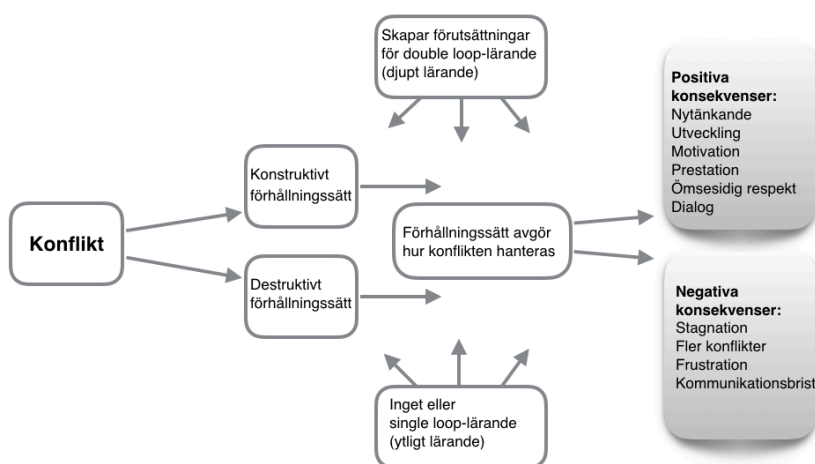 Skapar förutsättningar
för double loop-lärande
(djupt lärande)
Positiva
konsekvenser:
Nytänkande
Utveckling
Motivation
Prestation
Ömsesidig respekt
Dialog
Konstruktivt
förhållningssätt
Konflikt
Förhållningssätt avgör
hur konflikten hanteras
Destruktivt
förhållningssätt
Negativa
konsekvenser:
Stagnation
Fler konflikter
Frustration
Kommunikationsbrist
Inget eller
single loop-lärande
(ytligt lärande)